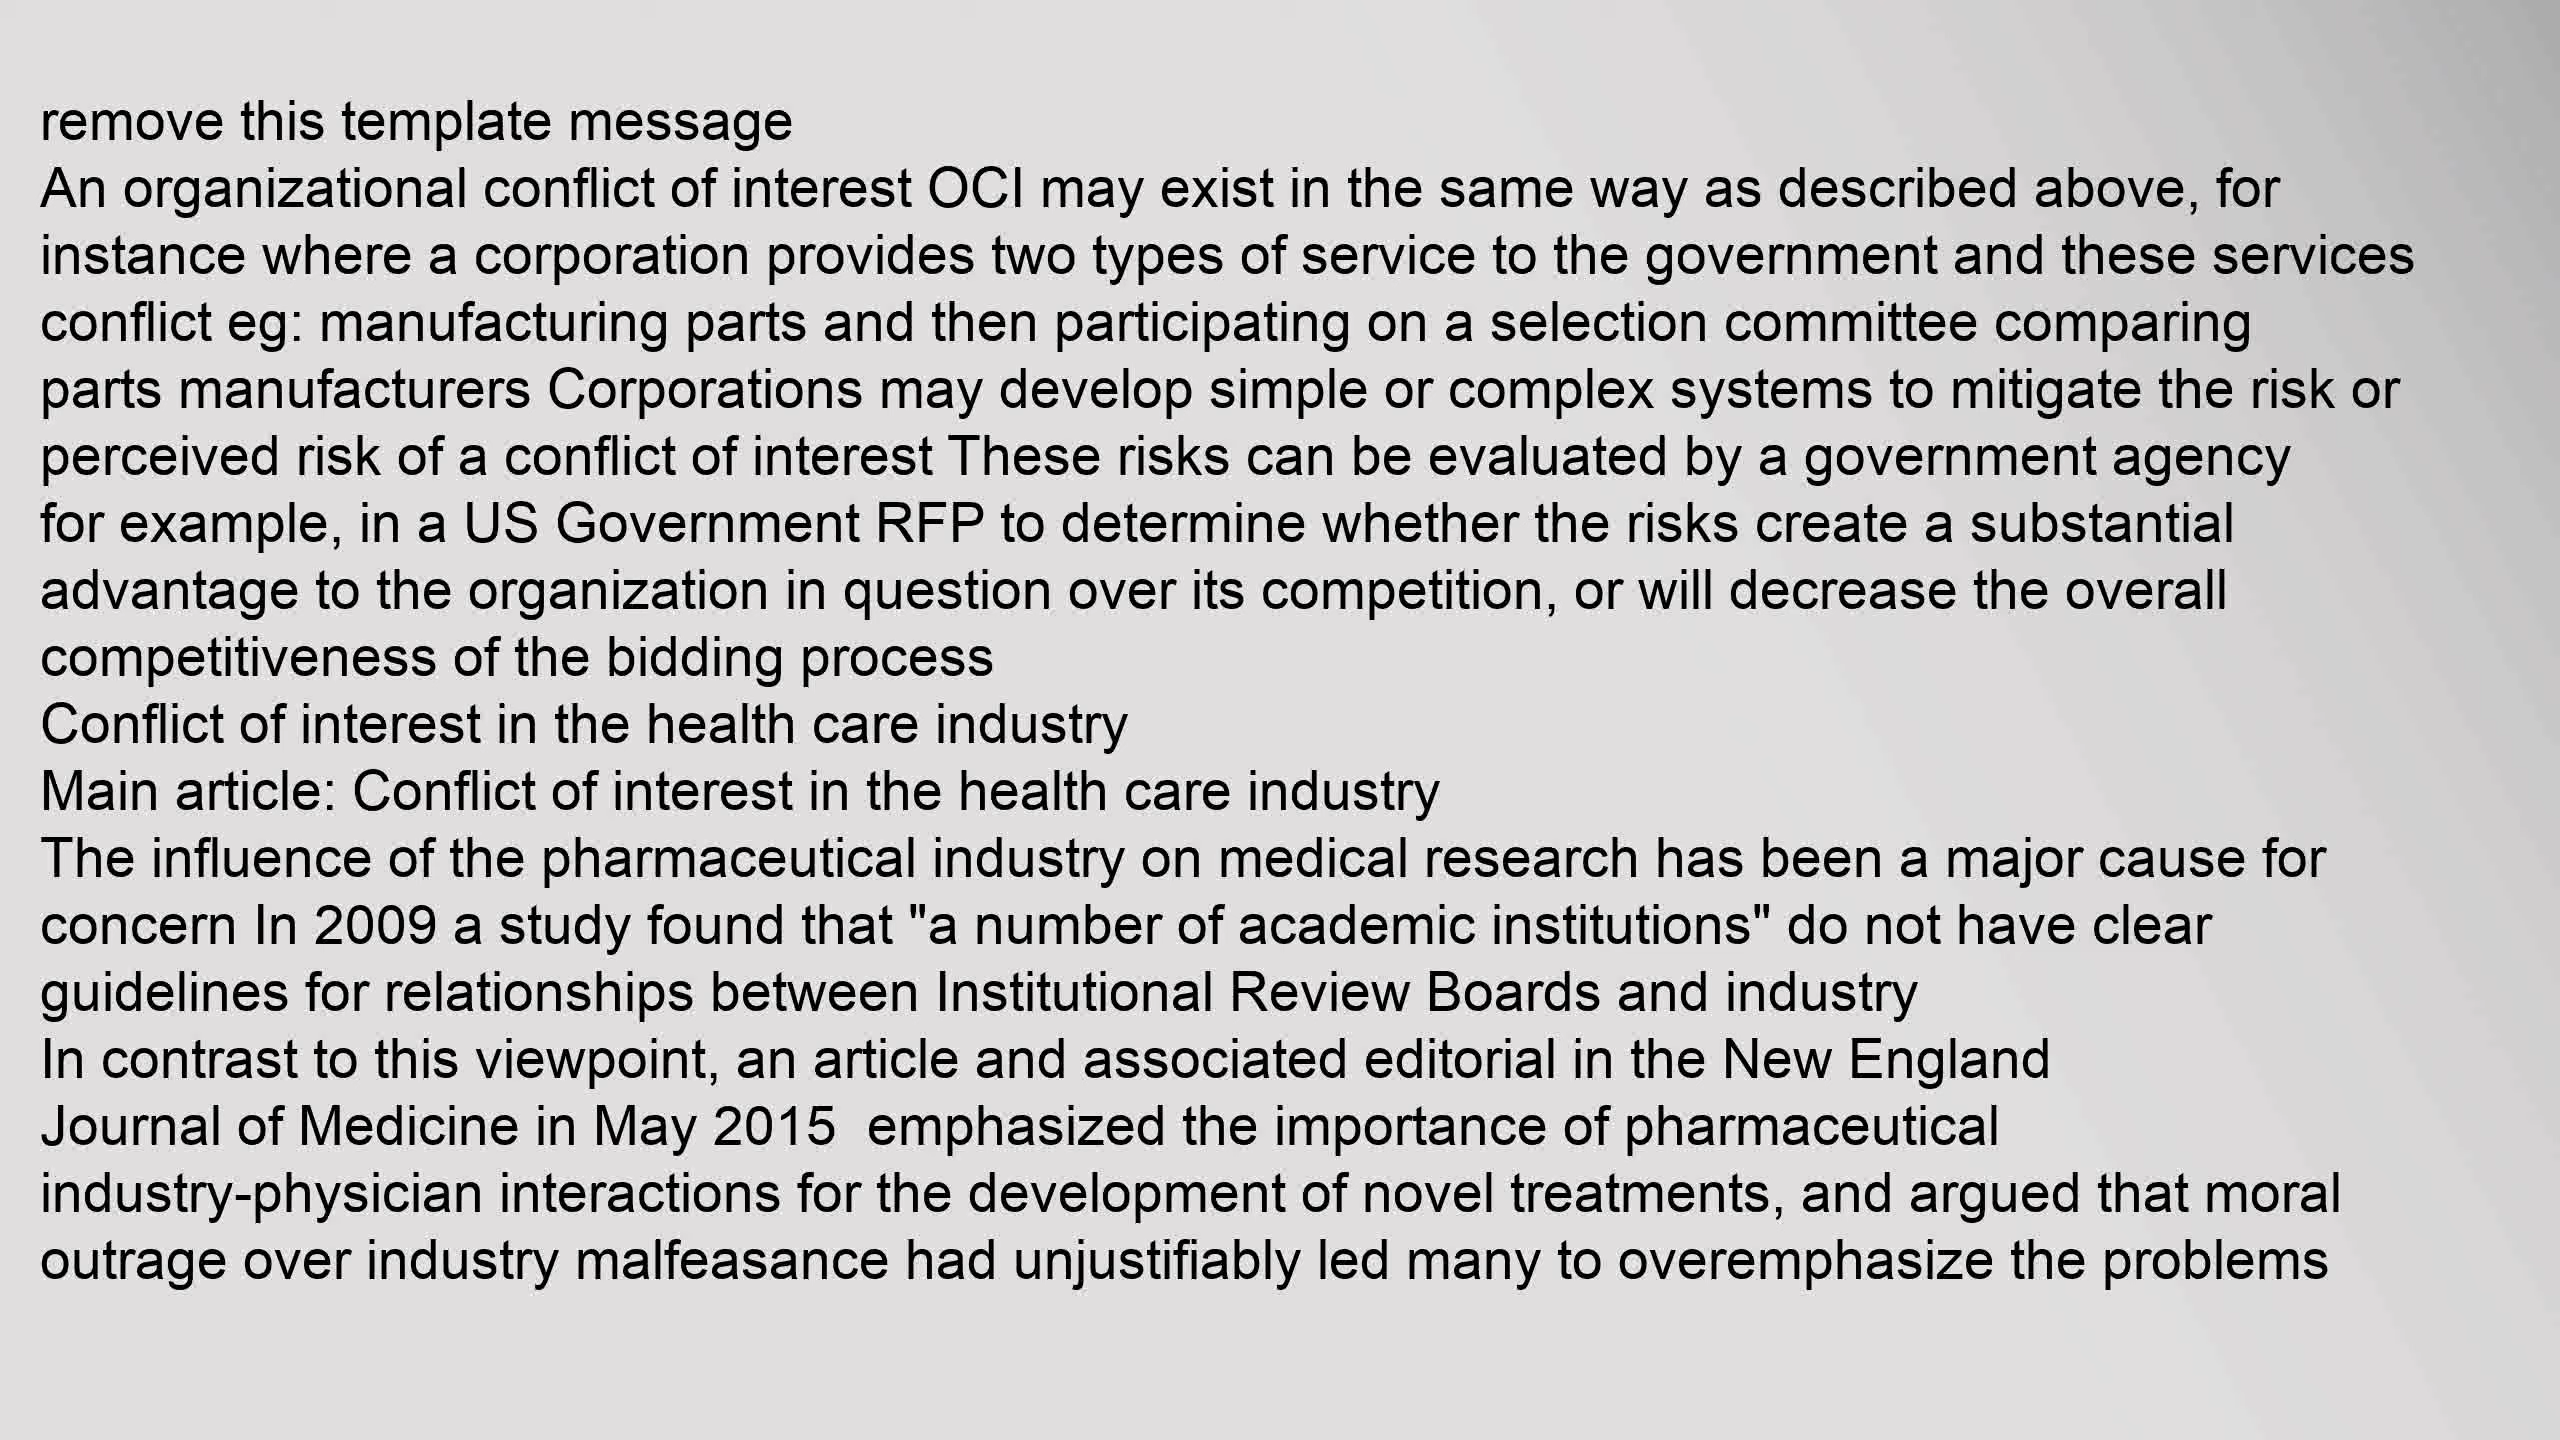 remove this template message
An organizational conflict of interest OCI may exist in the same way as described above, for
instance where a corporation provides two types of service to the government and these services
conflict eg: manufacturing parts and then participating on a selection committee comparing
parts manufacturers Corporations may develop simple or complex systems to mitigate the risk or
perceived risk of a conflict of interest These risks can be evaluated by a government agency
for example, in a US Government RFP to determine whether the risks create a substantial
advantage to the organization in question over its competition, or will decrease the overall
competitiveness of the bidding process
Conflict of interest in the health care industry
Main article: Conflict of interest in the health care industry
The influence of the pharmaceutical industry on medical research has been a major cause for
concern In 2009 a study found that "a number of academic institutions" do not have clear
guidelines for relationships between Institutional Review Boards and industry
In contrast to this viewpoint, an article and associated editorial in the New England
Journal of Medicine in May 2015  emphasized the importance of pharmaceutical
industry-physician interactions for the development of novel treatments, and argued that moral
outrage over industry malfeasance had unjustifiably led many to overemphasize the problems